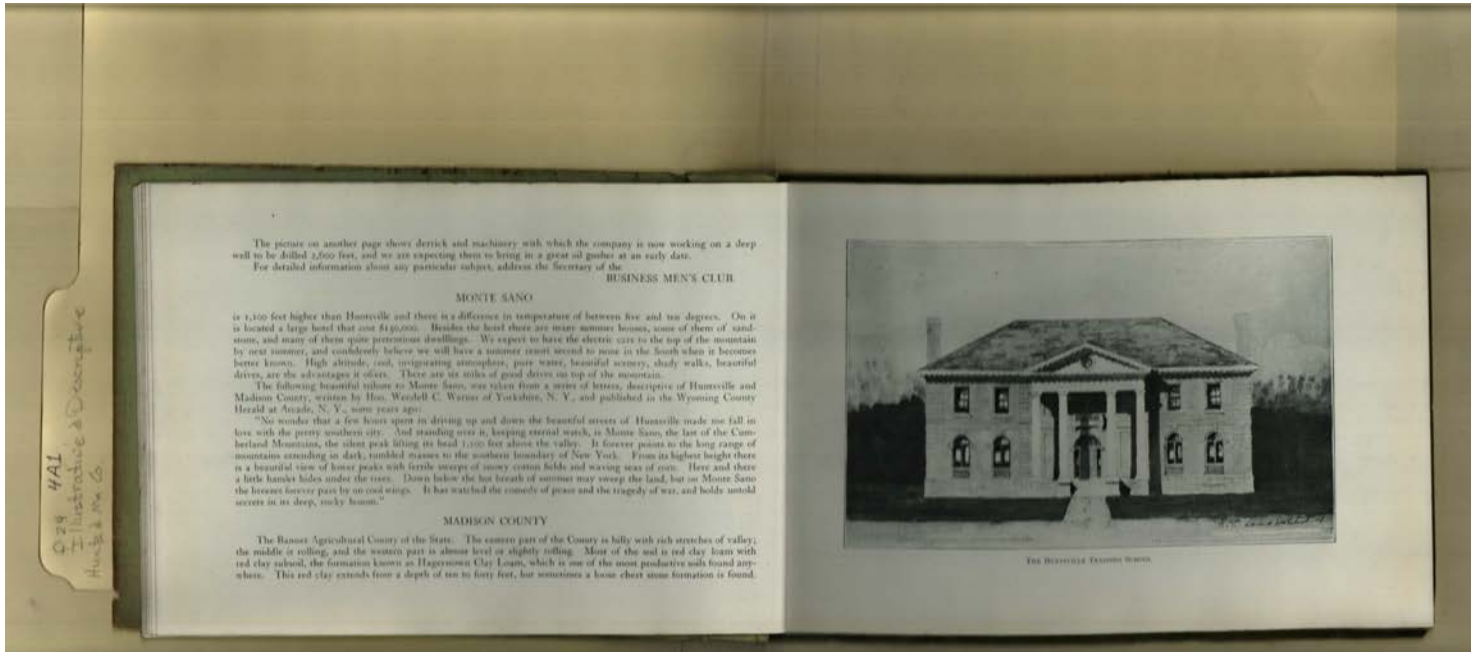 D24 4A1
Illustrative & Descriptive
The picture on another page shows derrick and machinery with which the company is now working on a deep
well to be drilled 2,600 feet, and we are expecting them to bring in a great oil gusher at an early date.
For detailed information about any particular subject, address the Secretary of the
BUSINESS MEN'S CLUB.
MONTE SANO
is 1,100 feet higher than Huntsville and there is a difference in temperature of between five and ten degrees. On it
is located a large hotel that cost $150,000. Besides the hotel there are many summer houses, some of them of sand-
stone, and many of them quite pretentious dwellings. We expect to have the electric cars to the top of the mountain
by next summer, and confidently believe we will have a summer resort second to none in the South when it becomes
better known. High altitude, cool, invigorating atmosphere, pure water, beautiful scenery, shady walks, beautiful
drives, are the advantages it offers. There are six miles of good drives on top of the mountain.
The following beautiful tribute to Monte Sano, was taken from a series of letters, descriptive of Huntsville and
Madison County, written by Hon. Wendell C. Warner of Yorkshire, N. Y., and published in the Wyoming County
Herald at Arcade, N. Y., some years ago:
"No wonder that a few hours spent in driving up and down the beautiful streets of Huntsville made me fall in
love with the pretty southern city. And standing over it, keeping eternal watch, is Monte Sano, the last of the Cum-
berland Mountains, the silent peak lifting its head 1,100 feet above the valley. It forever points to the long range of
mountains extending in dark, tumbled masses to the southern boundary of New York. From its highest height there
is a beautiful view of lower peaks with fertile sweeps of snowy cotton fields and waving seas of corn. Here and there
a little hamlet hides under the trees. Down below the hot breath of summer may sweep the land, but on Monte Sano
the breezes forever pass by on cool wings. It has watched the comedy of peace and the tragedy of war, and holds untold
secrets in its deep, rocky bosom."
MADISON COUNTY
The Banner Agricultural County of the State. The eastern part of the County is hilly with rich stretches of valley;
the middle is rolling, and the western part is almost level or slightly rolling. Most of the soil is red clay loam with
red clay subsoil, the formation known as Hagerstown Clay Loam, which is one of the most productive soils found any-
where. This red clay extends from a depth of ten to forty feet, but sometimes a loose chert stone formation is found.
THE HUNTSVILLE TRAINING SCHOOL